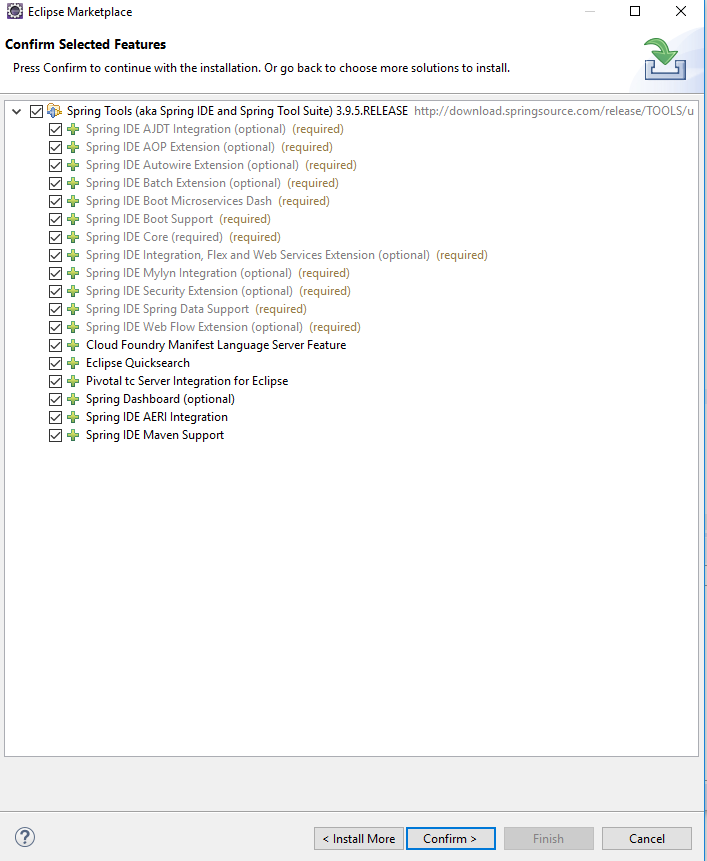 Eclipse Marketplace
Confirm Selected Features
Press Confirm to continue with the installation. Or go back to choose more solutions to install.
Spring Tools (aka Spring IDE and Spring Tool Suite) 3.9.5.RELEASE http://download.springsource.com/release/TOOLS/u
Spring IDE AJDT Integration (optional) (required)
Spring IDE AOP Extension (optional) (required)
Spring IDE Autowire Extension (optional) (required)
Spring IDE Batch Extension (optional) (required)
Spring IDE Boot Microservices Dash (required)
Spring IDE Boot Support (required)
Spring IDE Core (required) (required)
Spring IDE Integration, Flex and Web Services Extension (optional) (required)
Spring IDE Mylyn Integration (optional) (required)
Spring IDE Security Extension (optional) (required)
Spring IDE Spring Data Support (required)
Spring IDE Web Flow Extension (optional) (required)
Cloud Foundry Manifest Language Server Feature
Eclipse Quicksearch
Pivotal tc Server Integration for Eclipse
Spring Dashboard (optional)
Spring IDE AERI Integration
Spring IDE Maven Support
? < Install More Confirm > Finish Cancel